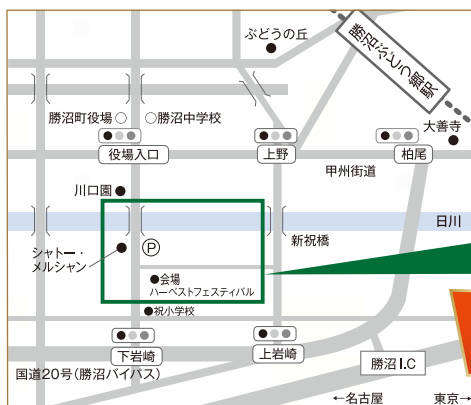 ぶどうの丘
勝沼ぶどう郷駅
勝沼町役場
勝沼中学校
大善寺
役場入口
上野
柏尾
甲州街道
川口園
日川
新祝橋
シャトー・
メルシャン
P
会場
ハーベストフェスティバル
祝小学校
下岩崎
上岩崎
勝沼I.C
国道20号(勝沼バイパス)
←名古屋
東京→